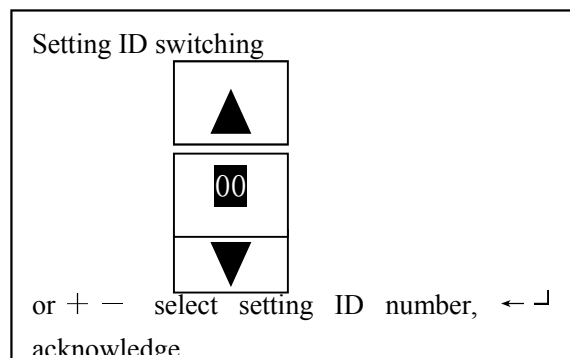 Setting ID switching
▲
00
▼
or + − select setting ID number, ←┘
acknowledge